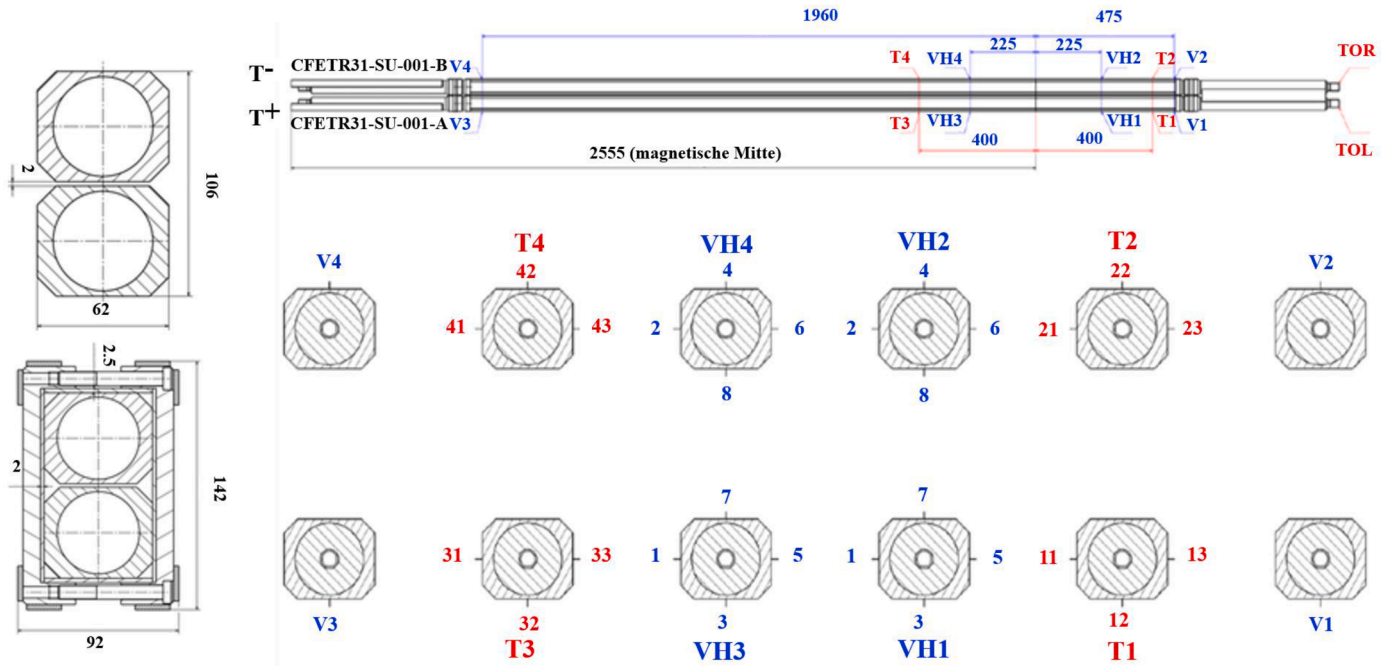 1960
475
225
225
T4
VH4
VH2
T2
V2
TOR
T-
CFETR31-SU-001-B
V4
T+
CFETR31-SU-001-A
V3
T3
VH3
VH1
T1
V1
TOL
400
400
2555 (magnetische Mitte)
2
106
62
2.5
2
142
92
V4
T4
42
41
43
VH4
4
2
6
8
VH2
4
2
6
8
T2
22
21
23
V2
V3
31
33
32
T3
7
1
5
3
VH3
7
1
5
3
VH1
11
13
12
T1
V1